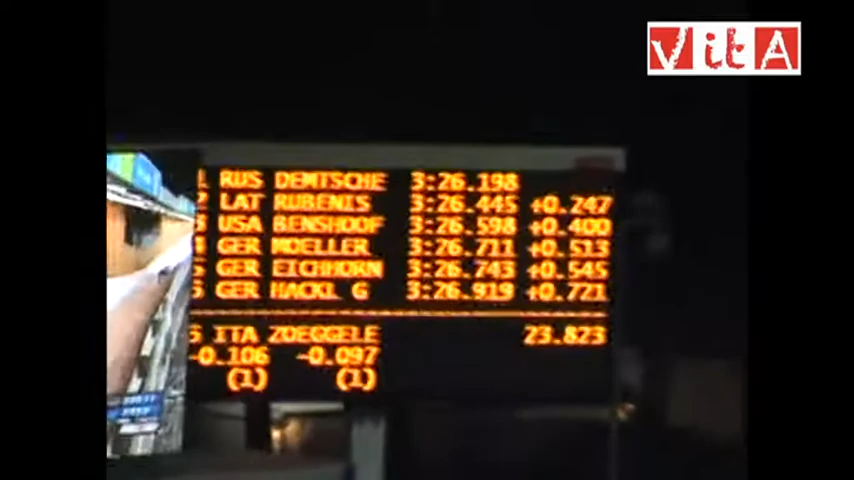 VitA
1 RUS DEMTSCHE 3:26.198
2 LAT RUBENIS 3:26.445 +0.247
3 USA BENSHOOF 3:26.598 +0.400
4 GER MOELLER 3:26.711 +0.513
5 GER EICHHORN 3:26.743 +0.545
6 GER HACKL G 3:26.919 +0.721
ITA ZOEGGELE 23.823
-0.106 -0.097
(1) (1)